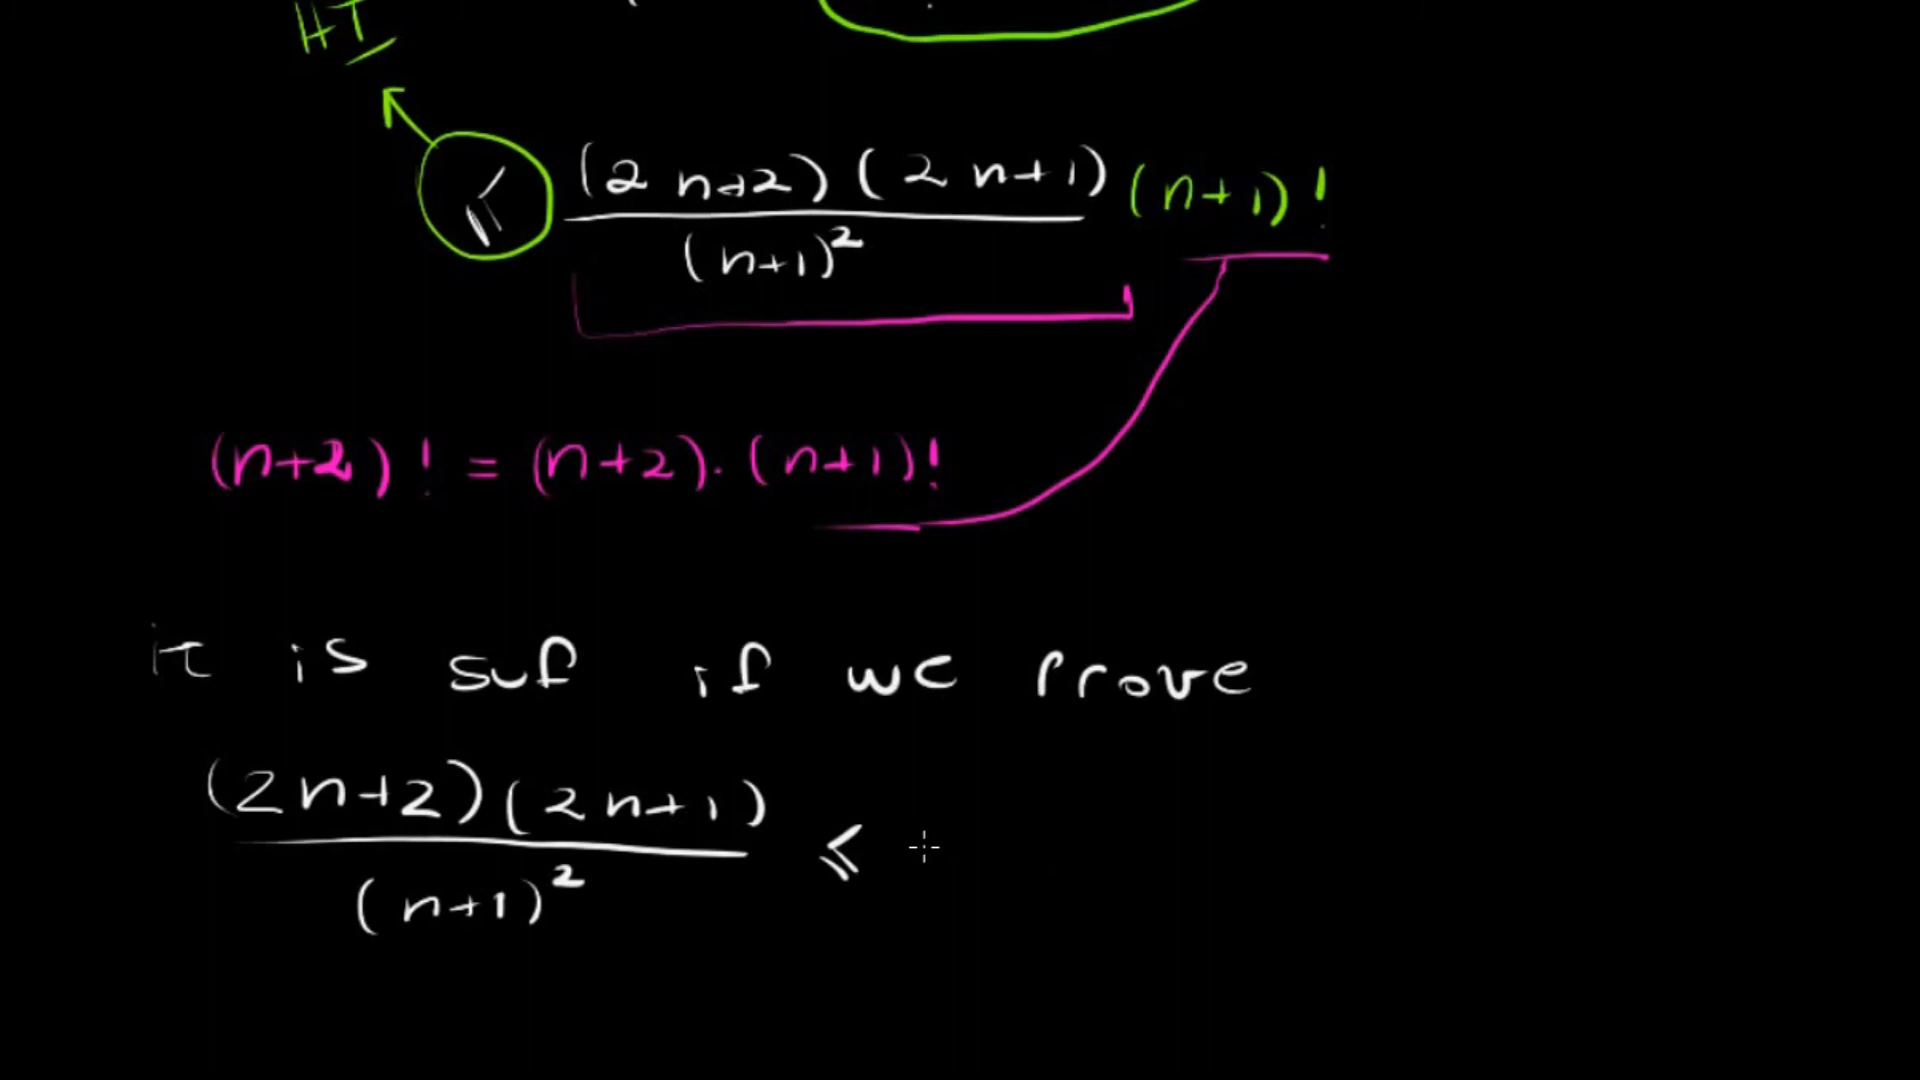 HI
≤ (2n+2)(2n+1) (n+1)!
(n+1)²
(n+2)! = (n+2).(n+1)!
it is suf if we prove
(2n+2)(2n+1) ≤
(n+1)²